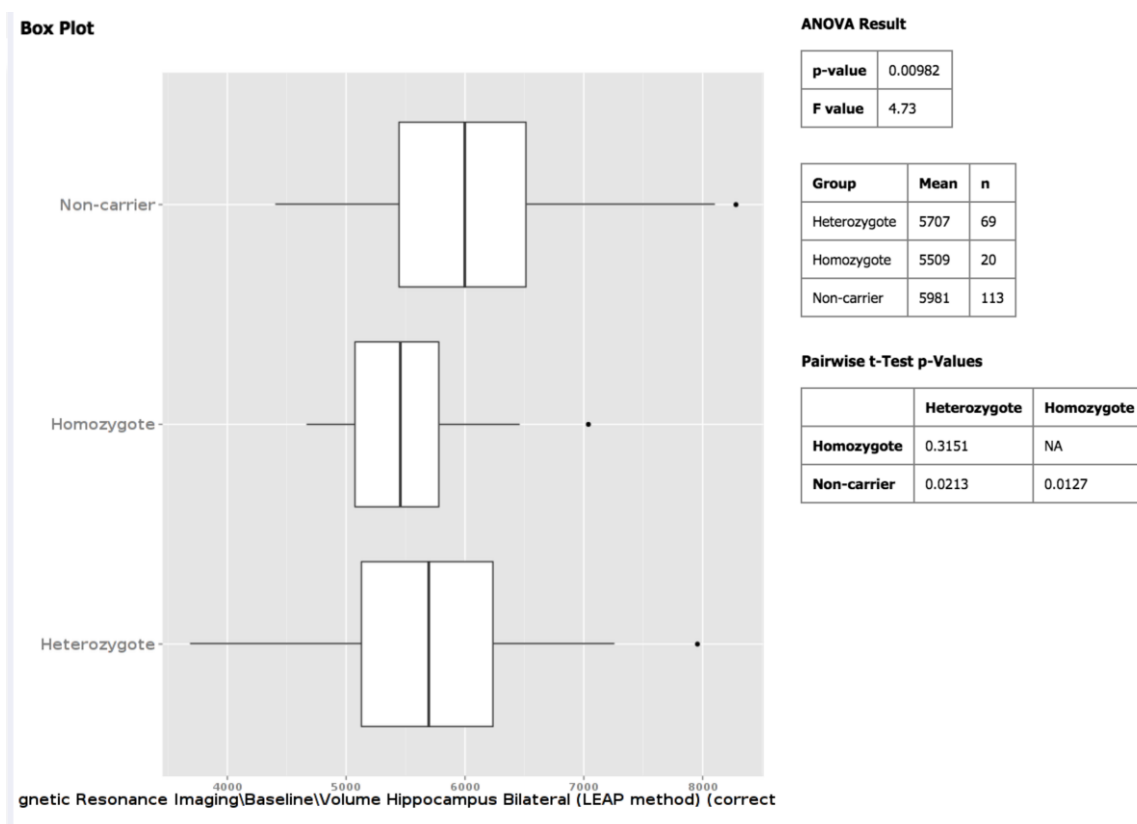 Box Plot
Non-carrier
Homozygote
Heterozygote
4000 5000 6000 7000 8000
gnetic Resonance Imaging\Baseline\Volume Hippocampus Bilateral (LEAP method) (correct
ANOVA Result
p-value 0.00982
F value 4.73
Group Mean n
Heterozygote 5707 69
Homozygote 5509 20
Non-carrier 5981 113
Pairwise t-Test p-Values
Heterozygote Homozygote
Homozygote 0.3151 NA
Non-carrier 0.0213 0.0127